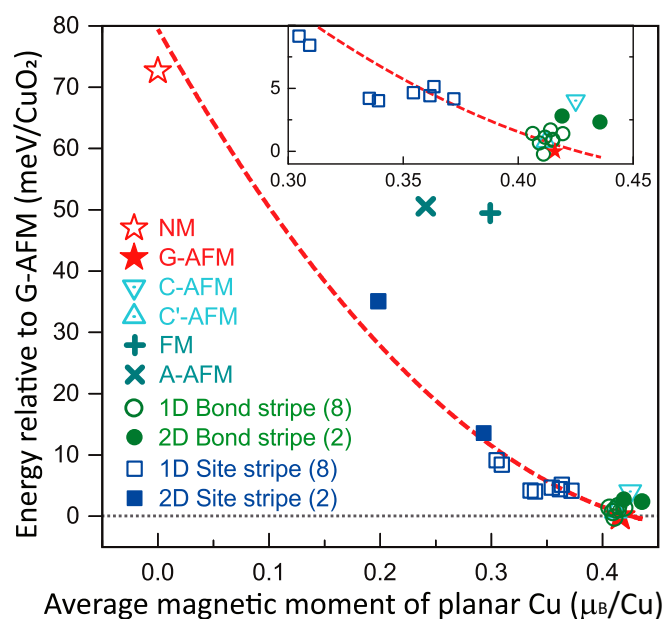 80
70
60
50
40
30
20
10
0
Energy relative to G-AFM (meV/CuO₂)
5
0
0.30
0.35
0.40
0.45
NM
G-AFM
C-AFM
C'-AFM
FM
A-AFM
1D Bond stripe (8)
2D Bond stripe (2)
1D Site stripe (8)
2D Site stripe (2)
0.0
0.1
0.2
0.3
0.4
Average magnetic moment of planar Cu (μB/Cu)